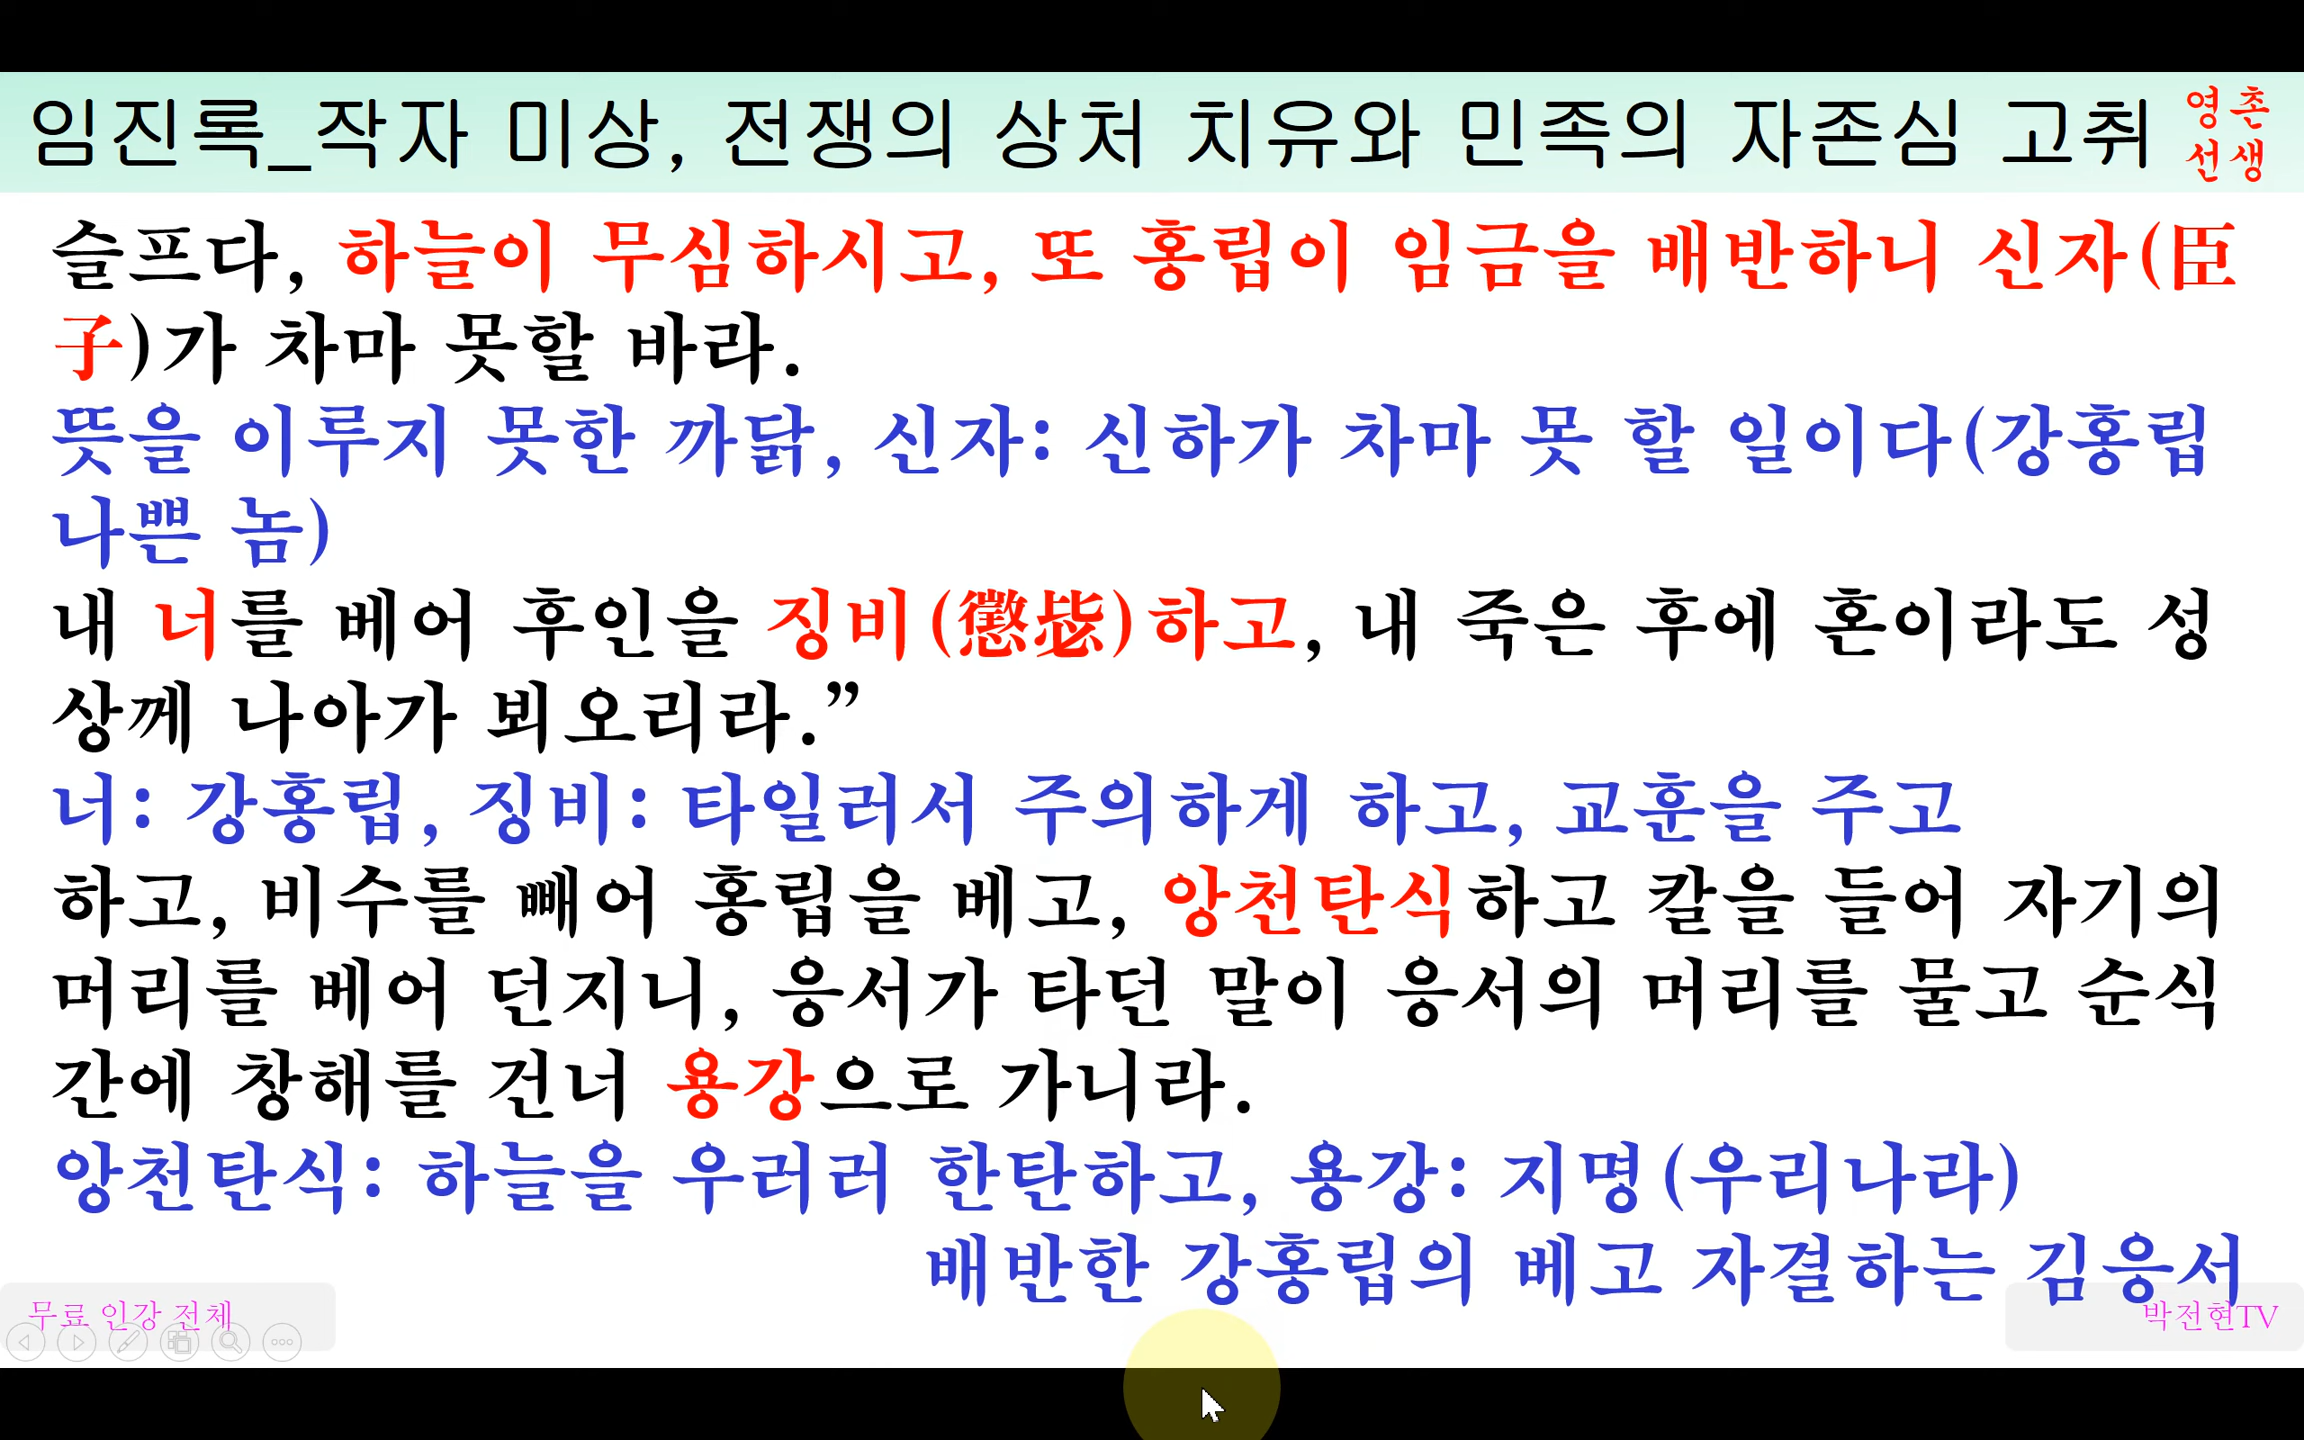 임진록_작자 미상, 전쟁의 상처 치유와 민족의 자존심 고취
영촌
선생
슬프다, 하늘이 무심하시고, 또 홍립이 임금을 배반하니 신자(臣
子)가 차마 못할 바라.
뜻을 이루지 못한 까닭, 신자: 신하가 차마 못 할 일이다(강홍립
나쁜 놈)
내 너를 베어 후인을 징비(懲毖)하고, 내 죽은 후에 혼이라도 성
상께 나아가 뵈오리라.”
너: 강홍립, 징비: 타일러서 주의하게 하고, 교훈을 주고
하고, 비수를 빼어 홍립을 베고, 앙천탄식하고 칼을 들어 자기의
머리를 베어 던지니, 응서가 타던 말이 응서의 머리를 물고 순식
간에 창해를 건너 용강으로 가니라.
앙천탄식: 하늘을 우러러 한탄하고, 용강: 지명(우리나라)
배반한 강홍립의 베고 자결하는 김응서
무료 인강 전체
박전현TV